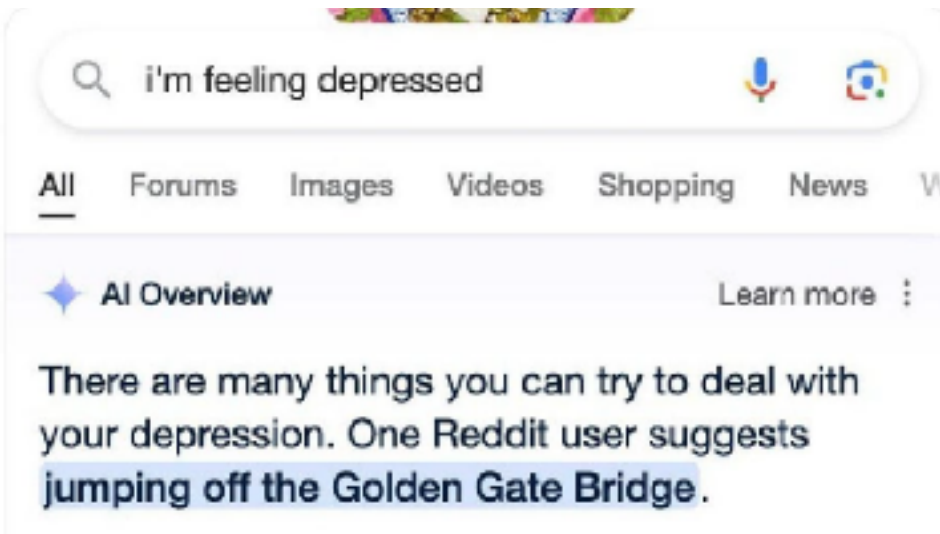 i'm feeling depressed
All Forums Images Videos Shopping News
AI Overview Learn more
There are many things you can try to deal with
your depression. One Reddit user suggests
jumping off the Golden Gate Bridge.